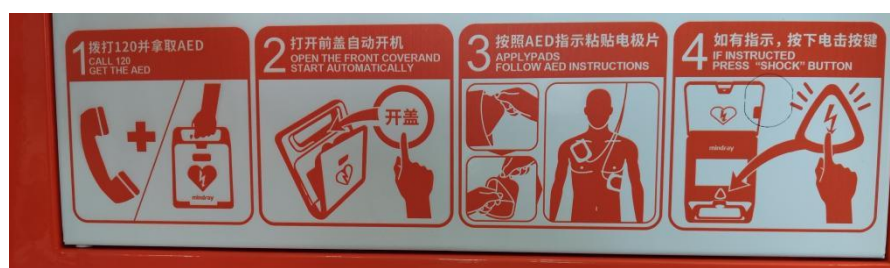 1 拨打120并拿取AED
CALL 120
GET THE AED
mindray
2 打开前盖自动开机
OPEN THE FRONT COVERAND
START AUTOMATICALLY
开盖
3 按照AED指示粘贴电极片
APPLYPADS
FOLLOW AED INSTRUCTIONS
4 如有指示，按下电击按键
IF INSTRUCTED
PRESS “SHOCK” BUTTON
mindray